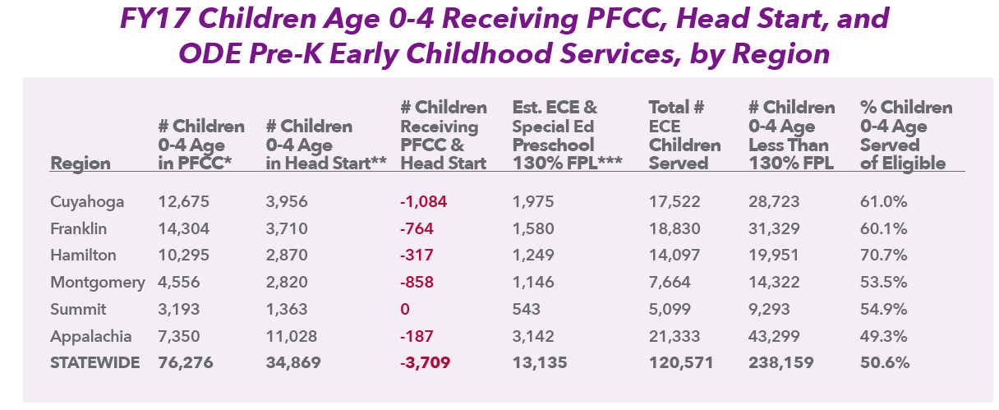 FY17 Children Age 0-4 Receiving PFCC, Head Start, and
ODE Pre-K Early Childhood Services, by Region
Region # Children 0-4 Age in PFCC* # Children 0-4 Age in Head Start** # Children Receiving PFCC & Head Start Est. ECE & Special Ed Preschool 130% FPL*** Total # ECE Children Served # Children 0-4 Age Less Than 130% FPL % Children 0-4 Age Served of Eligible
Cuyahoga 12,675 3,956 -1,084 1,975 17,522 28,723 61.0%
Franklin 14,304 3,710 -764 1,580 18,830 31,329 60.1%
Hamilton 10,295 2,870 -317 1,249 14,097 19,951 70.7%
Montgomery 4,556 2,820 -858 1,146 7,664 14,322 53.5%
Summit 3,193 1,363 0 543 5,099 9,293 54.9%
Appalachia 7,350 11,028 -187 3,142 21,333 43,299 49.3%
STATEWIDE 76,276 34,869 -3,709 13,135 120,571 238,159 50.6%